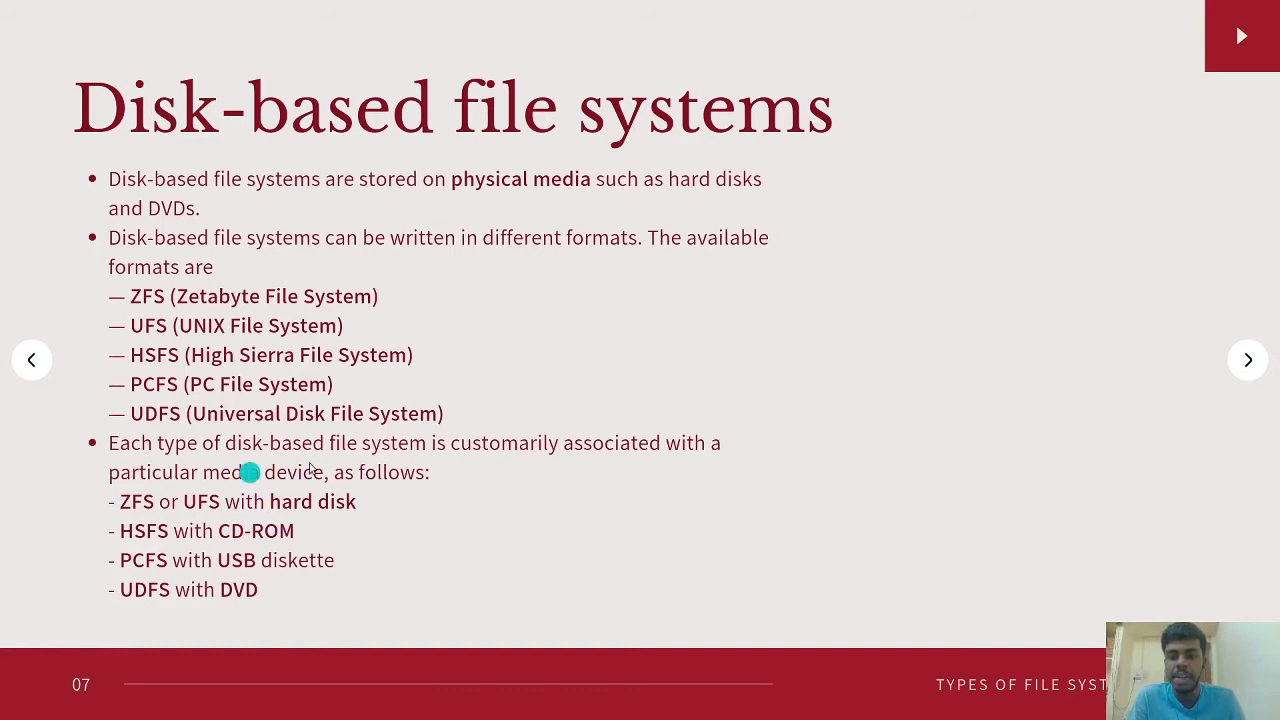 Disk-based file systems
• Disk-based file systems are stored on physical media such as hard disks
and DVDs.
• Disk-based file systems can be written in different formats. The available
formats are
— ZFS (Zetabyte File System)
— UFS (UNIX File System)
— HSFS (High Sierra File System)
— PCFS (PC File System)
— UDFS (Universal Disk File System)
• Each type of disk-based file system is customarily associated with a
particular media device, as follows:
- ZFS or UFS with hard disk
- HSFS with CD-ROM
- PCFS with USB diskette
- UDFS with DVD
07
TYPES OF FILE SYST